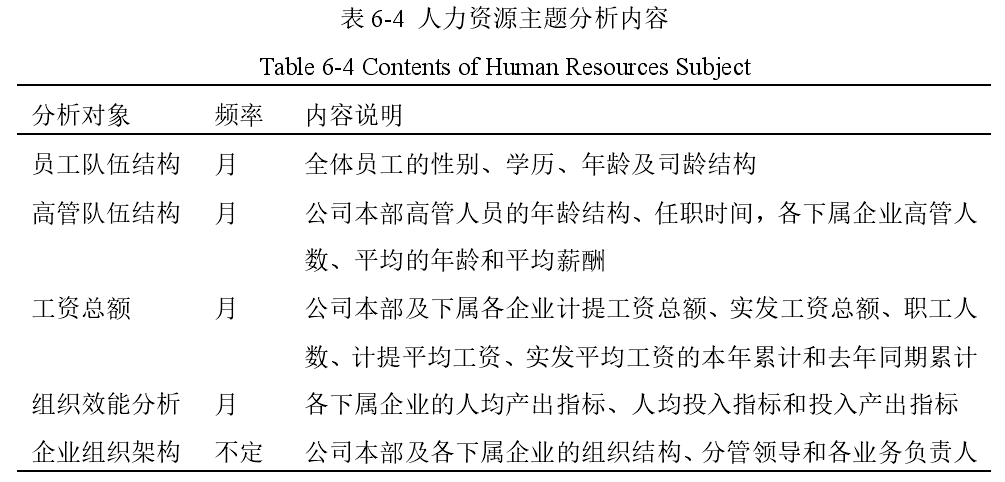 表 6-4 人力资源主题分析内容
Table 6-4 Contents of Human Resources Subject
分析对象 频率 内容说明
员工队伍结构 月 全体员工的性别、学历、年龄及司龄结构
高管队伍结构 月 公司本部高管人员的年龄结构、任职时间，各下属企业高管人
数、平均的年龄和平均薪酬
工资总额 月 公司本部及下属各企业计提工资总额、实发工资总额、职工人
数、计提平均工资、实发平均工资的本年累计和去年同期累计
组织效能分析 月 各下属企业的人均产出指标、人均投入指标和投入产出指标
企业组织架构 不定 公司本部及各下属企业的组织结构、分管领导和各业务负责人